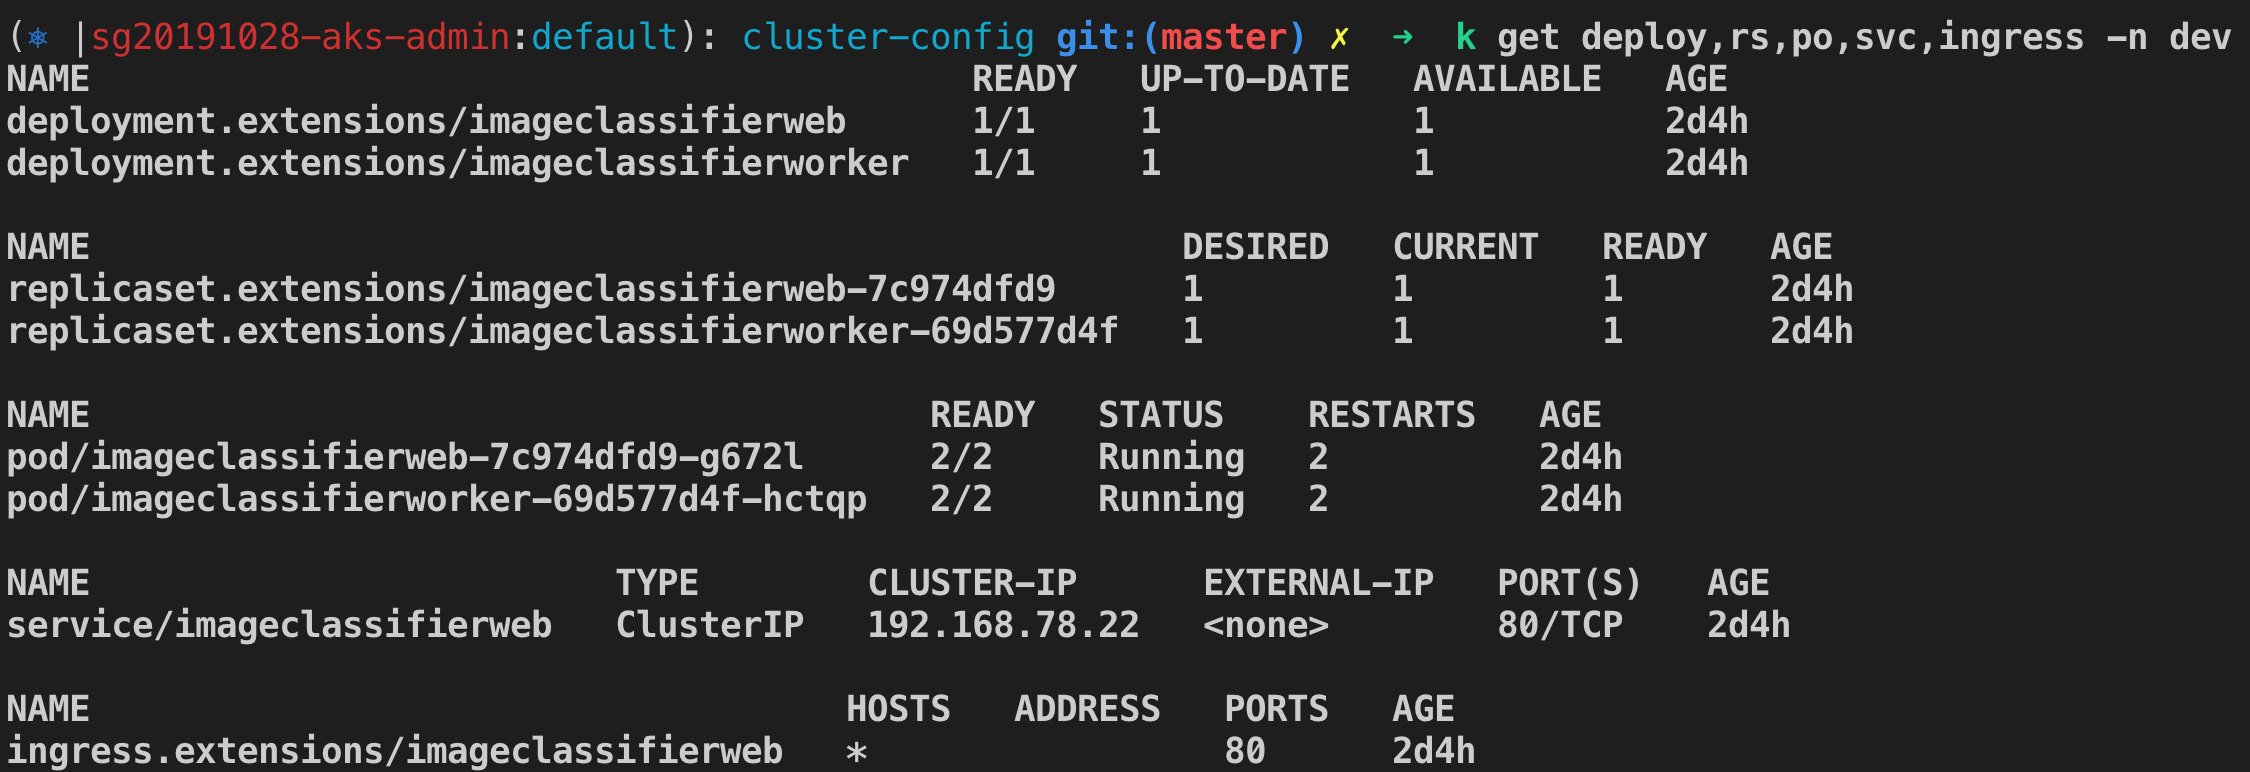 (⎈ |sg20191028-aks-admin:default): cluster-config git:(master) ✗ ➜ k get deploy,rs,po,svc,ingress -n dev
NAME READY UP-TO-DATE AVAILABLE AGE
deployment.extensions/imageclassifierweb 1/1 1 1 2d4h
deployment.extensions/imageclassifierworker 1/1 1 1 2d4h
NAME DESIRED CURRENT READY AGE
replicaset.extensions/imageclassifierweb-7c974dfd9 1 1 1 2d4h
replicaset.extensions/imageclassifierworker-69d577d4f 1 1 1 2d4h
NAME READY STATUS RESTARTS AGE
pod/imageclassifierweb-7c974dfd9-g672l 2/2 Running 2 2d4h
pod/imageclassifierworker-69d577d4f-hctqp 2/2 Running 2 2d4h
NAME TYPE CLUSTER-IP EXTERNAL-IP PORT(S) AGE
service/imageclassifierweb ClusterIP 192.168.78.22 <none> 80/TCP 2d4h
NAME HOSTS ADDRESS PORTS AGE
ingress.extensions/imageclassifierweb * 80 2d4h